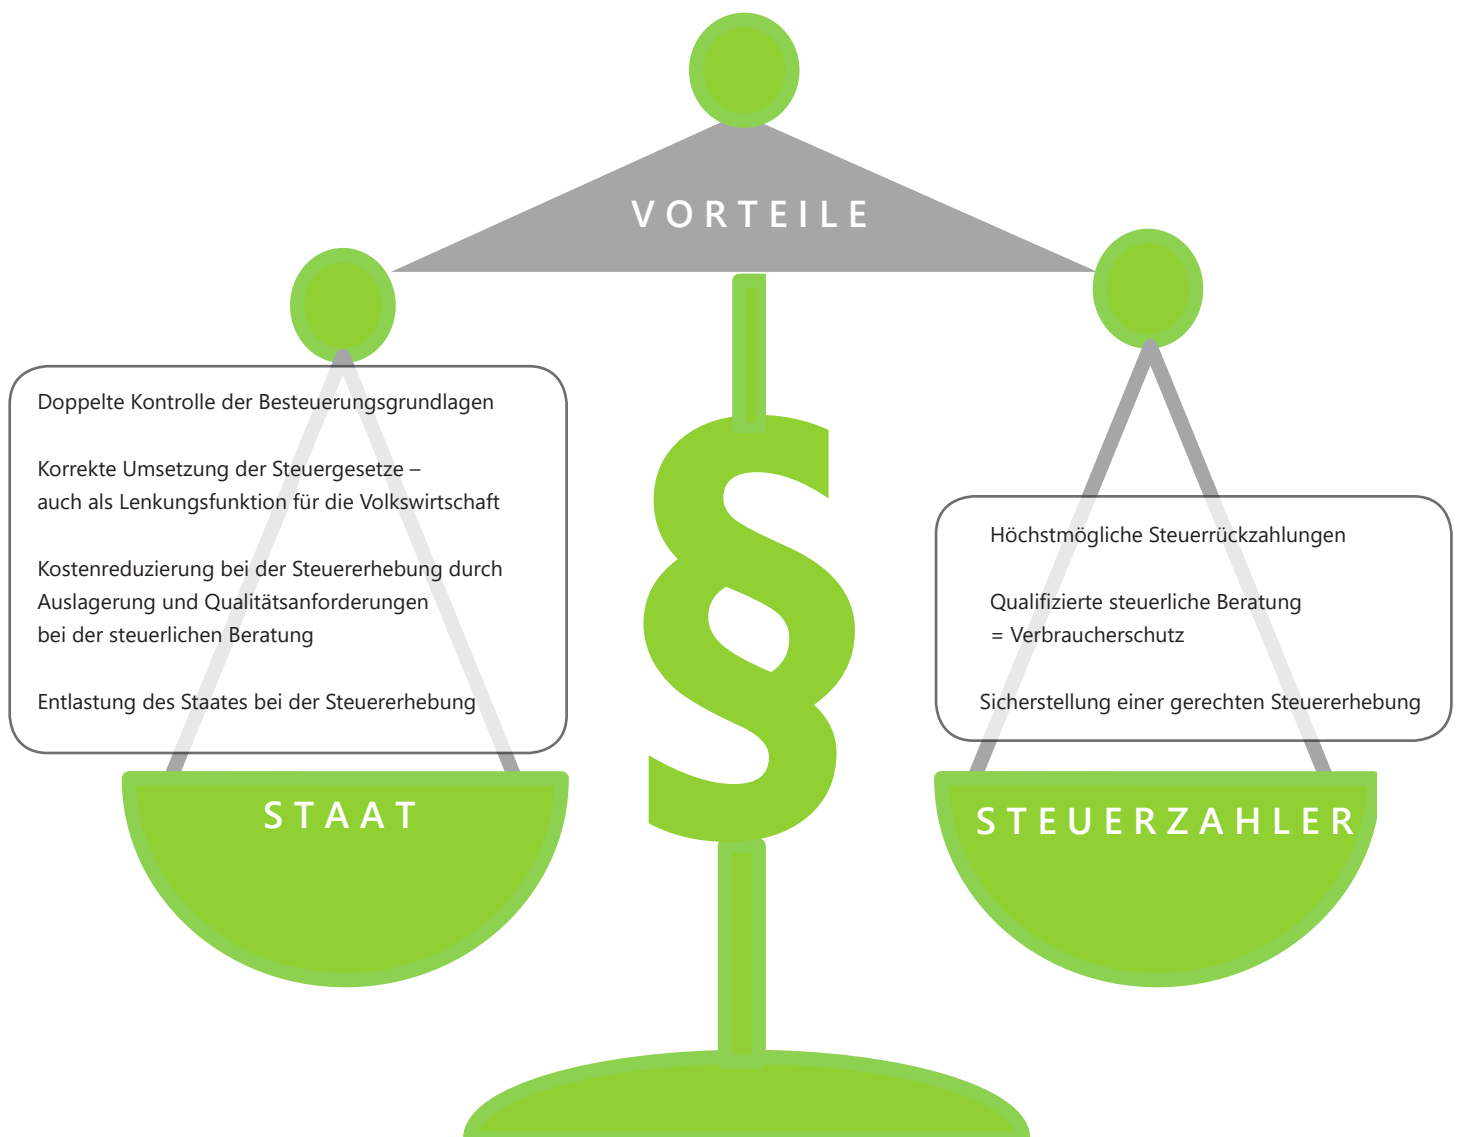 VORTEILE
Doppelte Kontrolle der Besteuerungsgrundlagen
Korrekte Umsetzung der Steuergesetze –
auch als Lenkungsfunktion für die Volkswirtschaft
Kostenreduzierung bei der Steuererhebung durch
Auslagerung und Qualitätsanforderungen
bei der steuerlichen Beratung
Entlastung des Staates bei der Steuererhebung
STAAT
§
Höchstmögliche Steuerrückzahlungen
Qualifizierte steuerliche Beratung
= Verbraucherschutz
Sicherstellung einer gerechten Steuererhebung
STEUERZAHLER